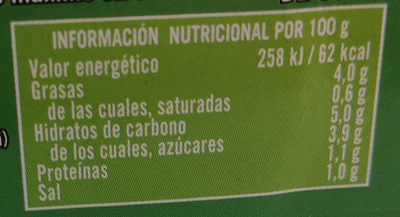 INFORMACIÓN NUTRICIONAL POR 100 g
Valor energético 258 kJ / 62 kcal
Grasas 4,0 g
de las cuales, saturadas 0,6 g
Hidratos de carbono 5,0 g
de los cuales, azúcares 3,9 g
Proteínas 1,1 g
Sal 1,0 g